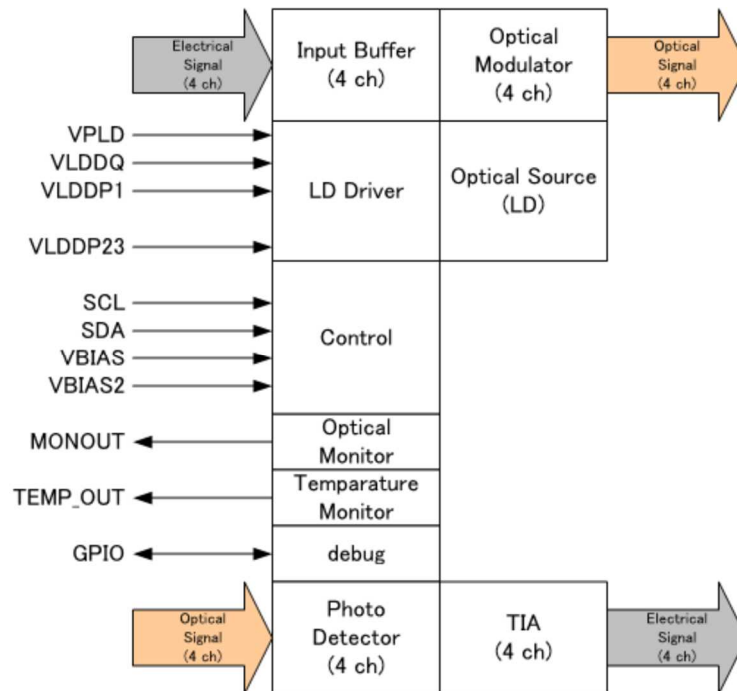 Electrical
Signal
(4 ch)
Input Buffer
(4 ch)
Optical
Modulator
(4 ch)
Optical
Signal
(4 ch)
VPLD
VLDDQ
VLDDP1
VLDDP23
LD Driver
Optical Source
(LD)
SCL
SDA
VBIAS
VBIAS2
Control
MONOUT
Optical
Monitor
TEMP_OUT
Temparature
Monitor
GPIO
debug
Optical
Signal
(4 ch)
Photo
Detector
(4 ch)
TIA
(4 ch)
Electrical
Signal
(4 ch)